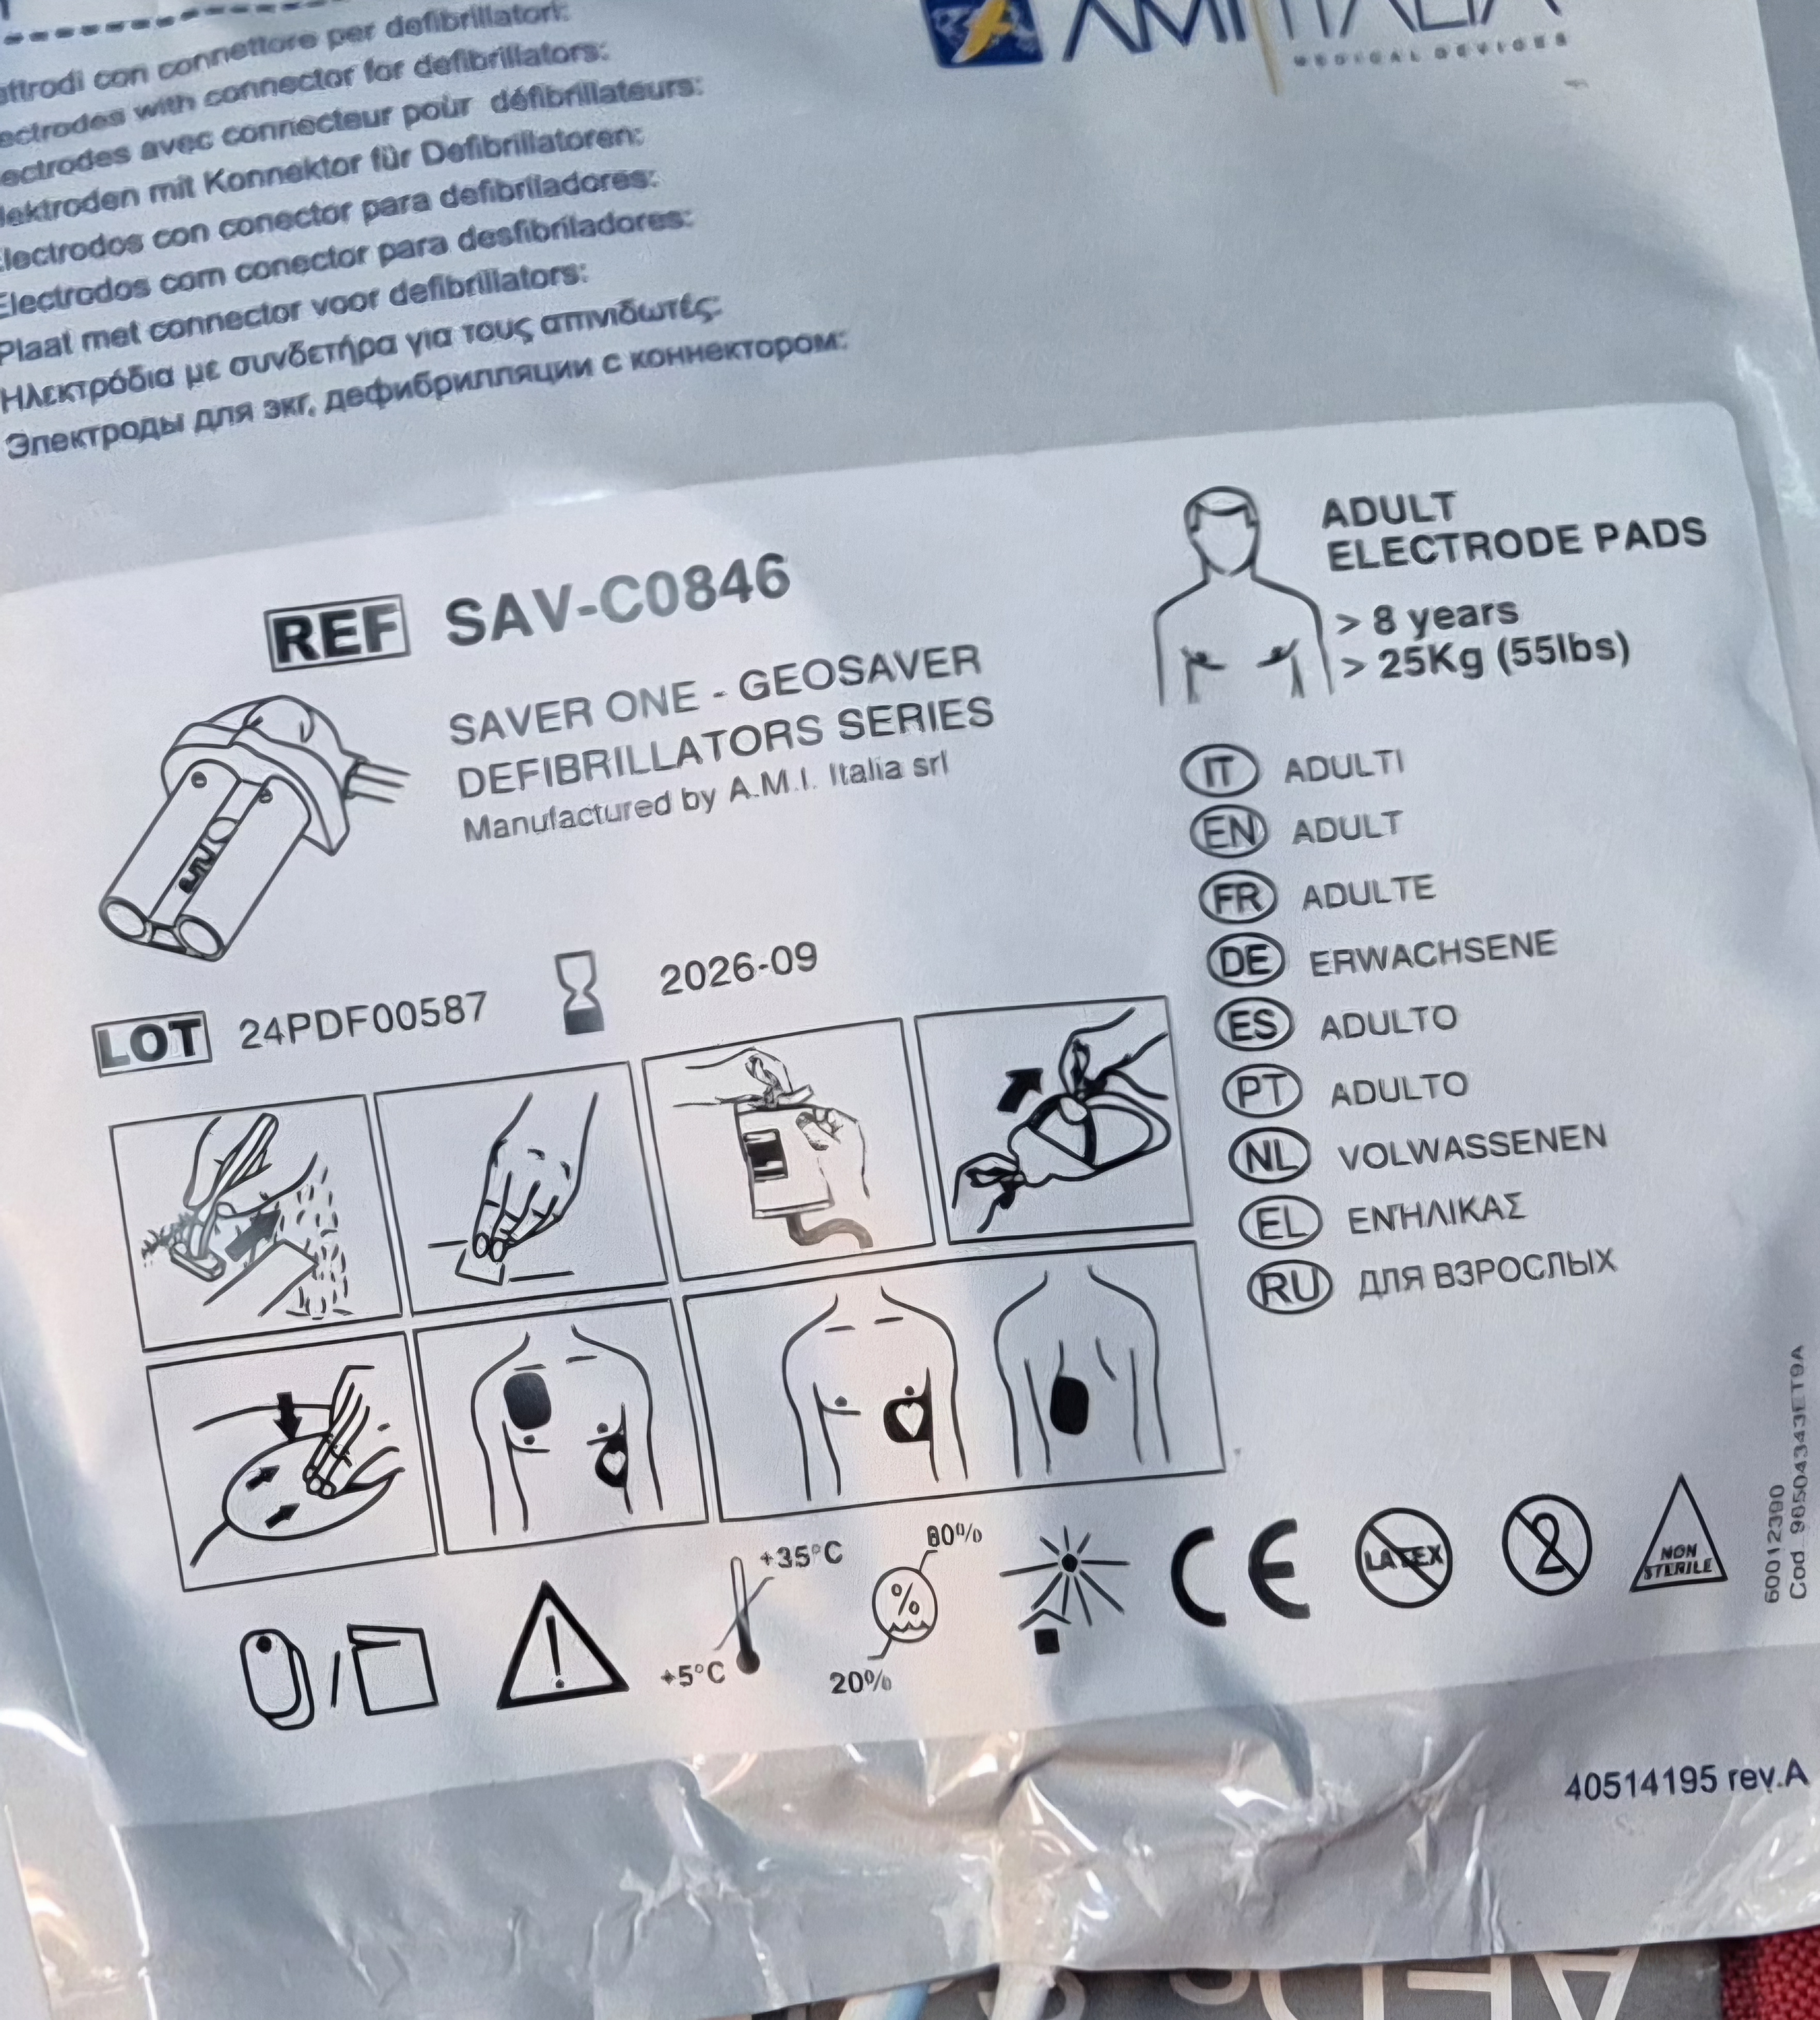 con connettore per defibrillatori:
with connector for defibrillators:
avec connecteur pour défibrillateurs:
mit Konnektor für Defibrillatoren:
con conector para defibriladores:
Electrodos com conector para desfibriladores:
Plaat met connector voor defibrillators:
Ηλεκτρόδια με συνδετήρα για τους απινιδωτές:
Электроды для экг, дефибрилляции с коннектором:
AMI ITALIA
MEDICAL DEVICES
REF SAV-C0846
SAVER ONE - GEOSAVER
DEFIBRILLATORS SERIES
Manufactured by A.M.I. Italia srl
ADULT
ELECTRODE PADS
> 8 years
> 25Kg (55lbs)
IT ADULTI
EN ADULT
FR ADULTE
DE ERWACHSENE
ES ADULTO
PT ADULTO
NL VOLWASSENEN
EL ΕΝΉΛΙΚΑΣ
RU ДЛЯ ВЗРОСЛЫХ
LOT 24PDF00587
2026-09
+35°C
+5°C
80%
%
20%
CE
LATEX
2
NON
STERILE
60012390
40514195 rev.A